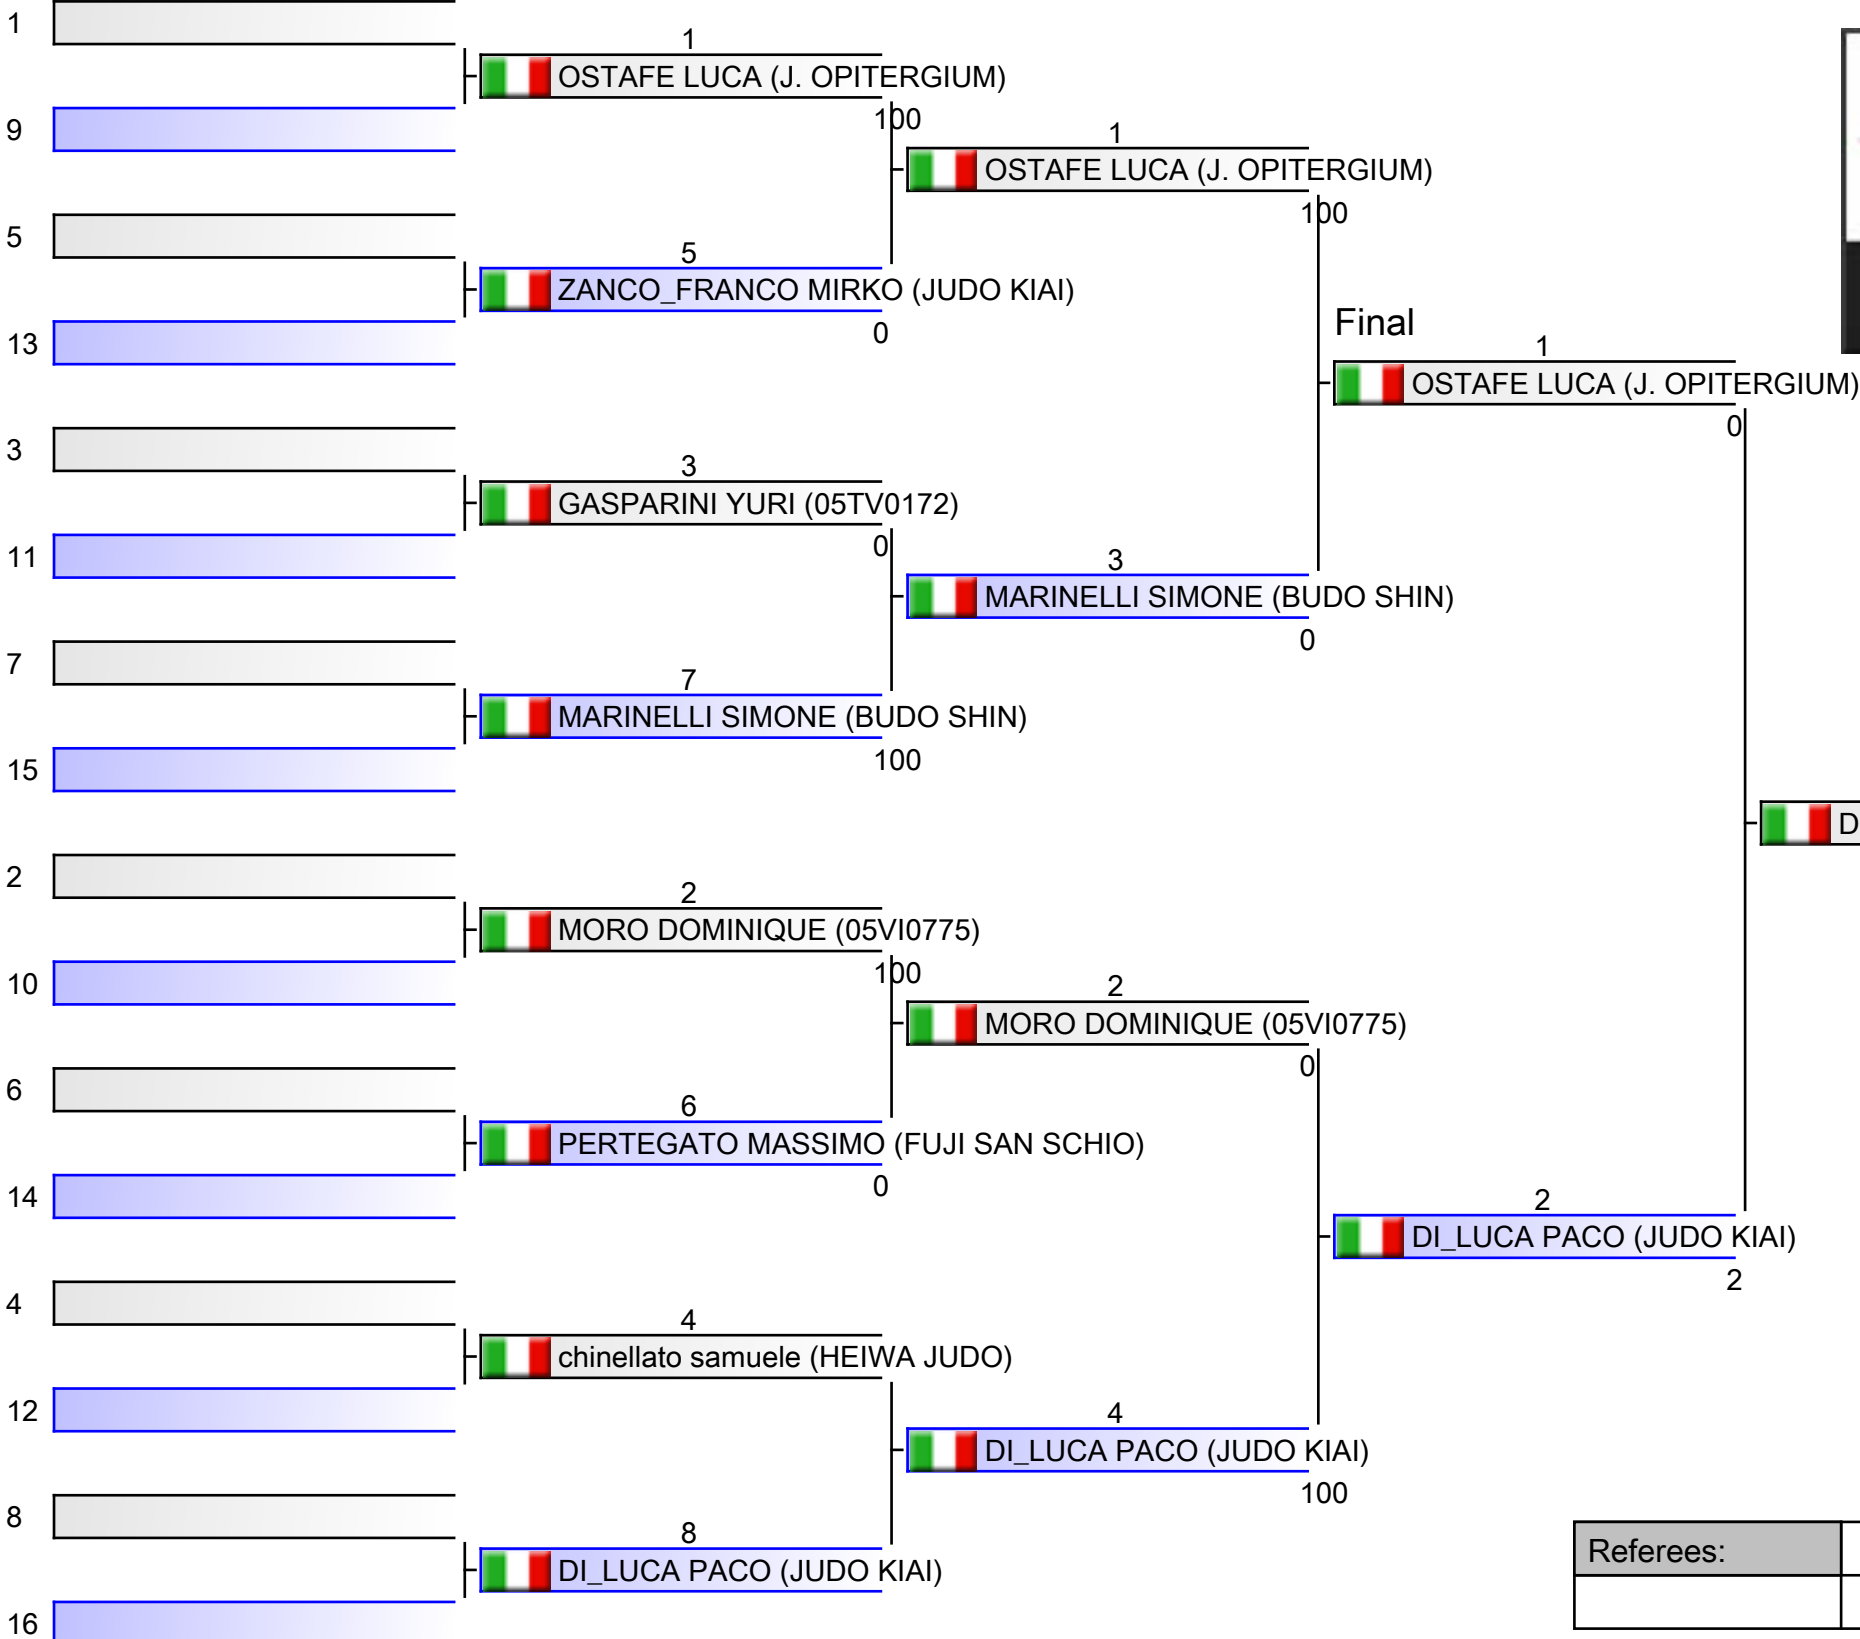 1
1
OSTAFE LUCA (J. OPITERGIUM)
100
9
1
OSTAFE LUCA (J. OPITERGIUM)
100
5
5
ZANCO_FRANCO MIRKO (JUDO KIAI)
0
13
Final
1
OSTAFE LUCA (J. OPITERGIUM)
0
3
3
GASPARINI YURI (05TV0172)
0
11
3
MARINELLI SIMONE (BUDO SHIN)
0
7
7
MARINELLI SIMONE (BUDO SHIN)
100
15
D
2
2
MORO DOMINIQUE (05VI0775)
100
10
2
MORO DOMINIQUE (05VI0775)
0
6
6
PERTEGATO MASSIMO (FUJI SAN SCHIO)
0
14
2
DI_LUCA PACO (JUDO KIAI)
2
4
4
chinellato samuele (HEIWA JUDO)
12
4
DI_LUCA PACO (JUDO KIAI)
100
8
8
DI_LUCA PACO (JUDO KIAI)
16
Referees: